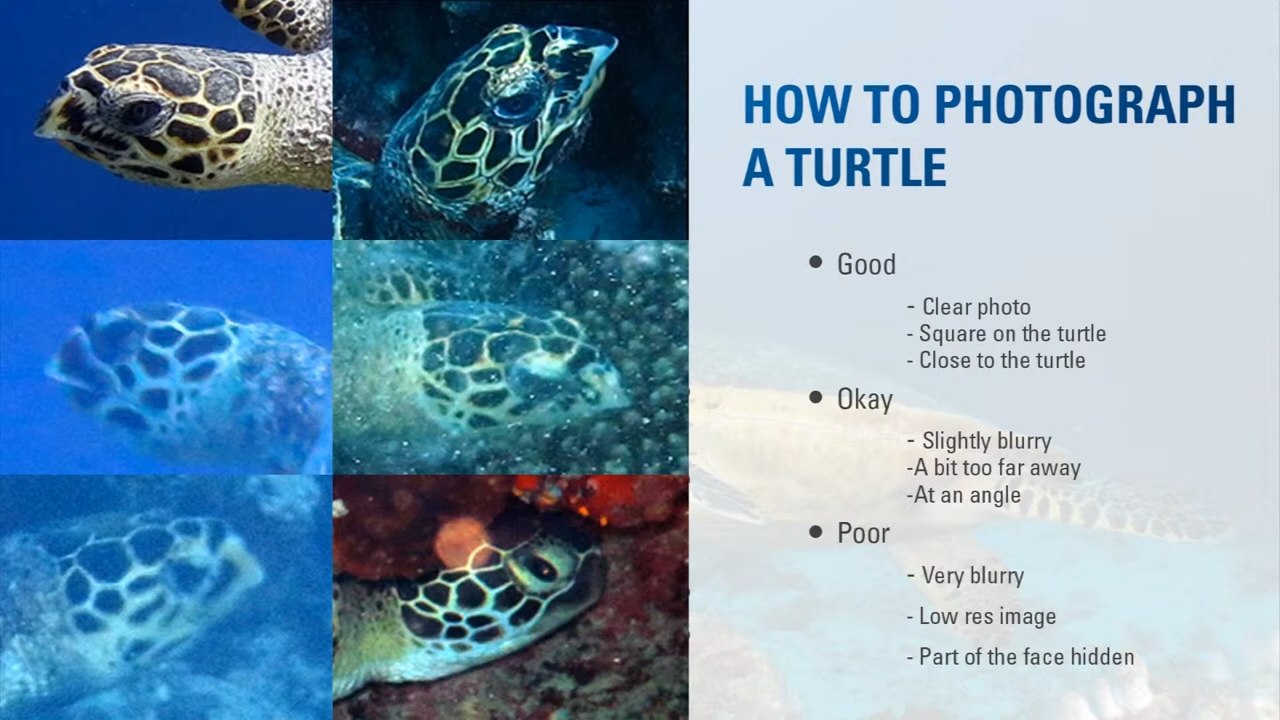 HOW TO PHOTOGRAPH
A TURTLE
• Good
- Clear photo
- Square on the turtle
- Close to the turtle
• Okay
- Slightly blurry
-A bit too far away
-At an angle
• Poor
- Very blurry
- Low res image
- Part of the face hidden